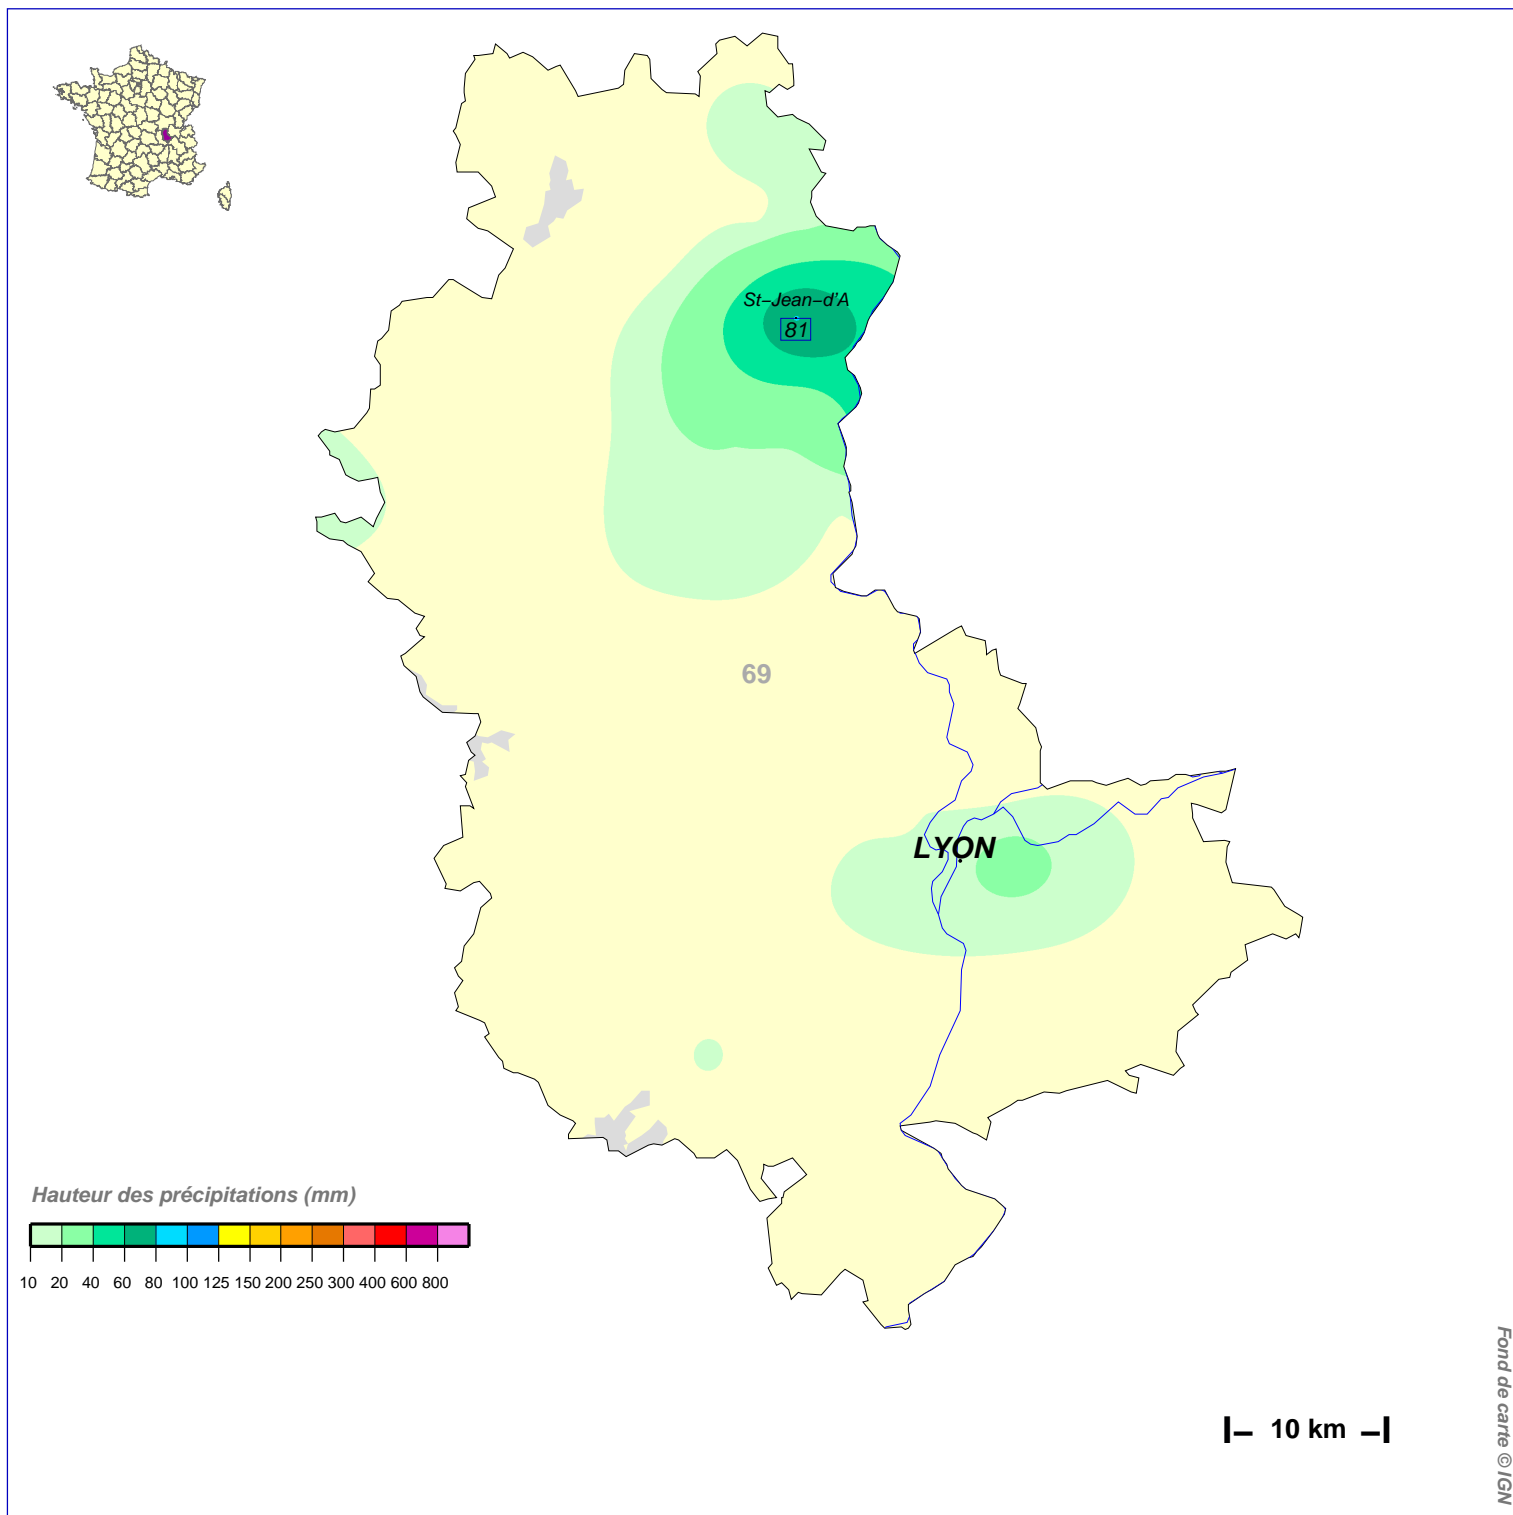 St–Jean–d'A
81
69
LYON
Hauteur des précipitations (mm)
10 20 40 60 80 100 125 150 200 250 300 400 600 800
10 km
Fond de carte © IGN